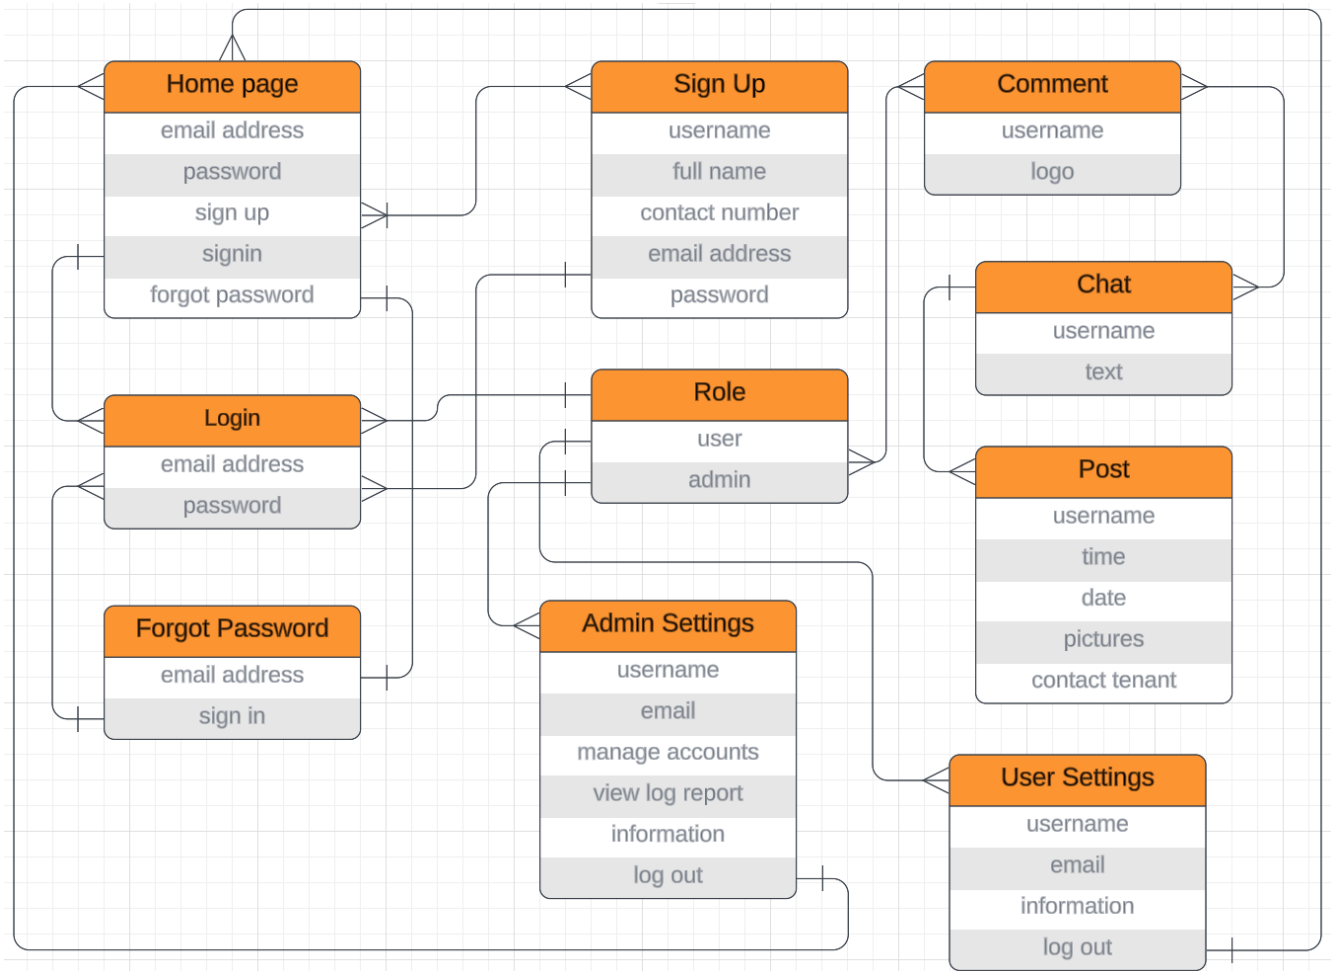 Home page
email address
password
sign up
signin
forgot password
Sign Up
username
full name
contact number
email address
password
Comment
username
logo
Chat
username
text
Login
email address
password
Role
user
admin
Post
username
time
date
pictures
contact tenant
Forgot Password
email address
sign in
Admin Settings
username
email
manage accounts
view log report
information
log out
User Settings
username
email
information
log out